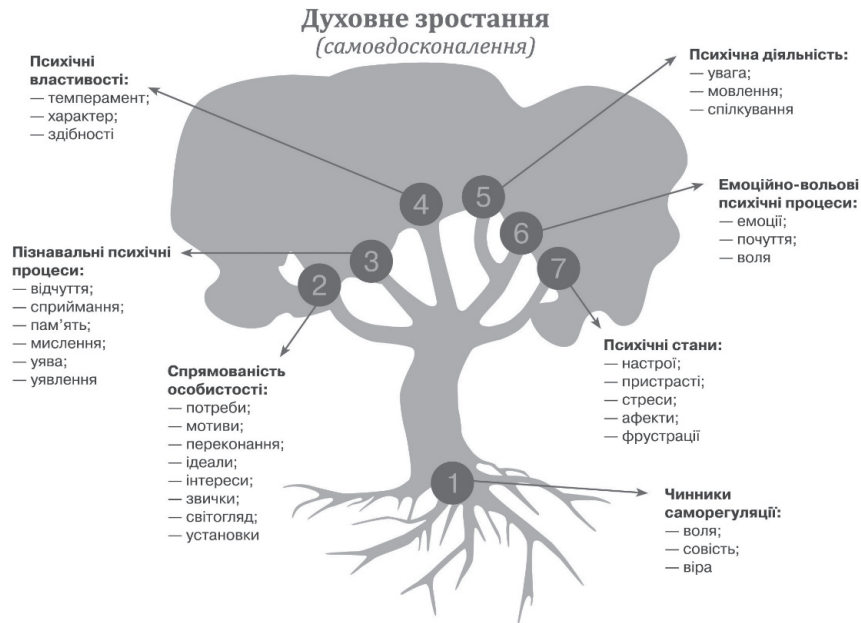 Духовне зростання
(самовдосконалення)
Психічні
властивості:
— темперамент;
— характер;
— здібності
Психічна діяльність:
— увага;
— мовлення;
— спілкування
4
5
Емоційно-вольові
психічні процеси:
— емоції;
— почуття;
— воля
6
Пізнавальні психічні
процеси:
— відчуття;
— сприймання;
— пам’ять;
— мислення;
— уява;
— уявлення
3
2
7
Спрямованість
особистості:
— потреби;
— мотиви;
— переконання;
— ідеали;
— інтереси;
— звички;
— світогляд;
— установки
Психічні стани:
— настрої;
— пристрасті;
— стреси;
— афекти;
— фрустрації
1
Чинники
саморегуляції:
— воля;
— совість;
— віра